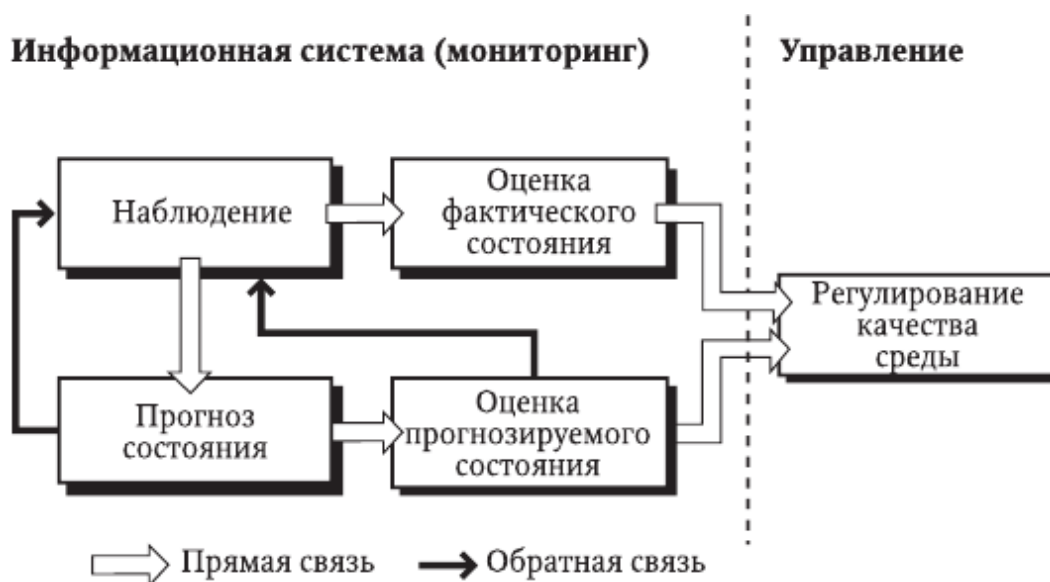 Информационная система (мониторинг)
Управление
Наблюдение
Оценка
фактического
состояния
Регулирование
качества
среды
Прогноз
состояния
Оценка
прогнозируемого
состояния
Прямая связь
Обратная связь